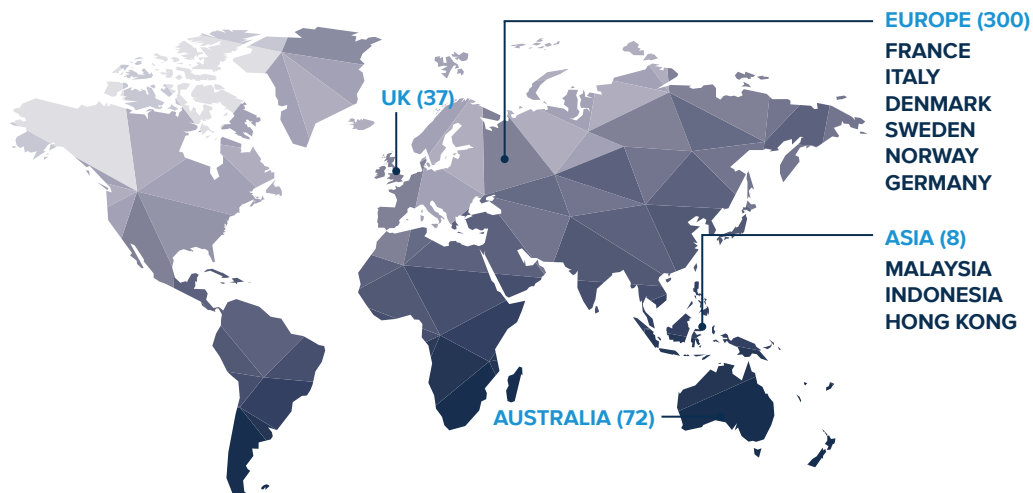 EUROPE (300)
FRANCE
ITALY
DENMARK
SWEDEN
NORWAY
GERMANY
UK (37)
ASIA (8)
MALAYSIA
INDONESIA
HONG KONG
AUSTRALIA (72)